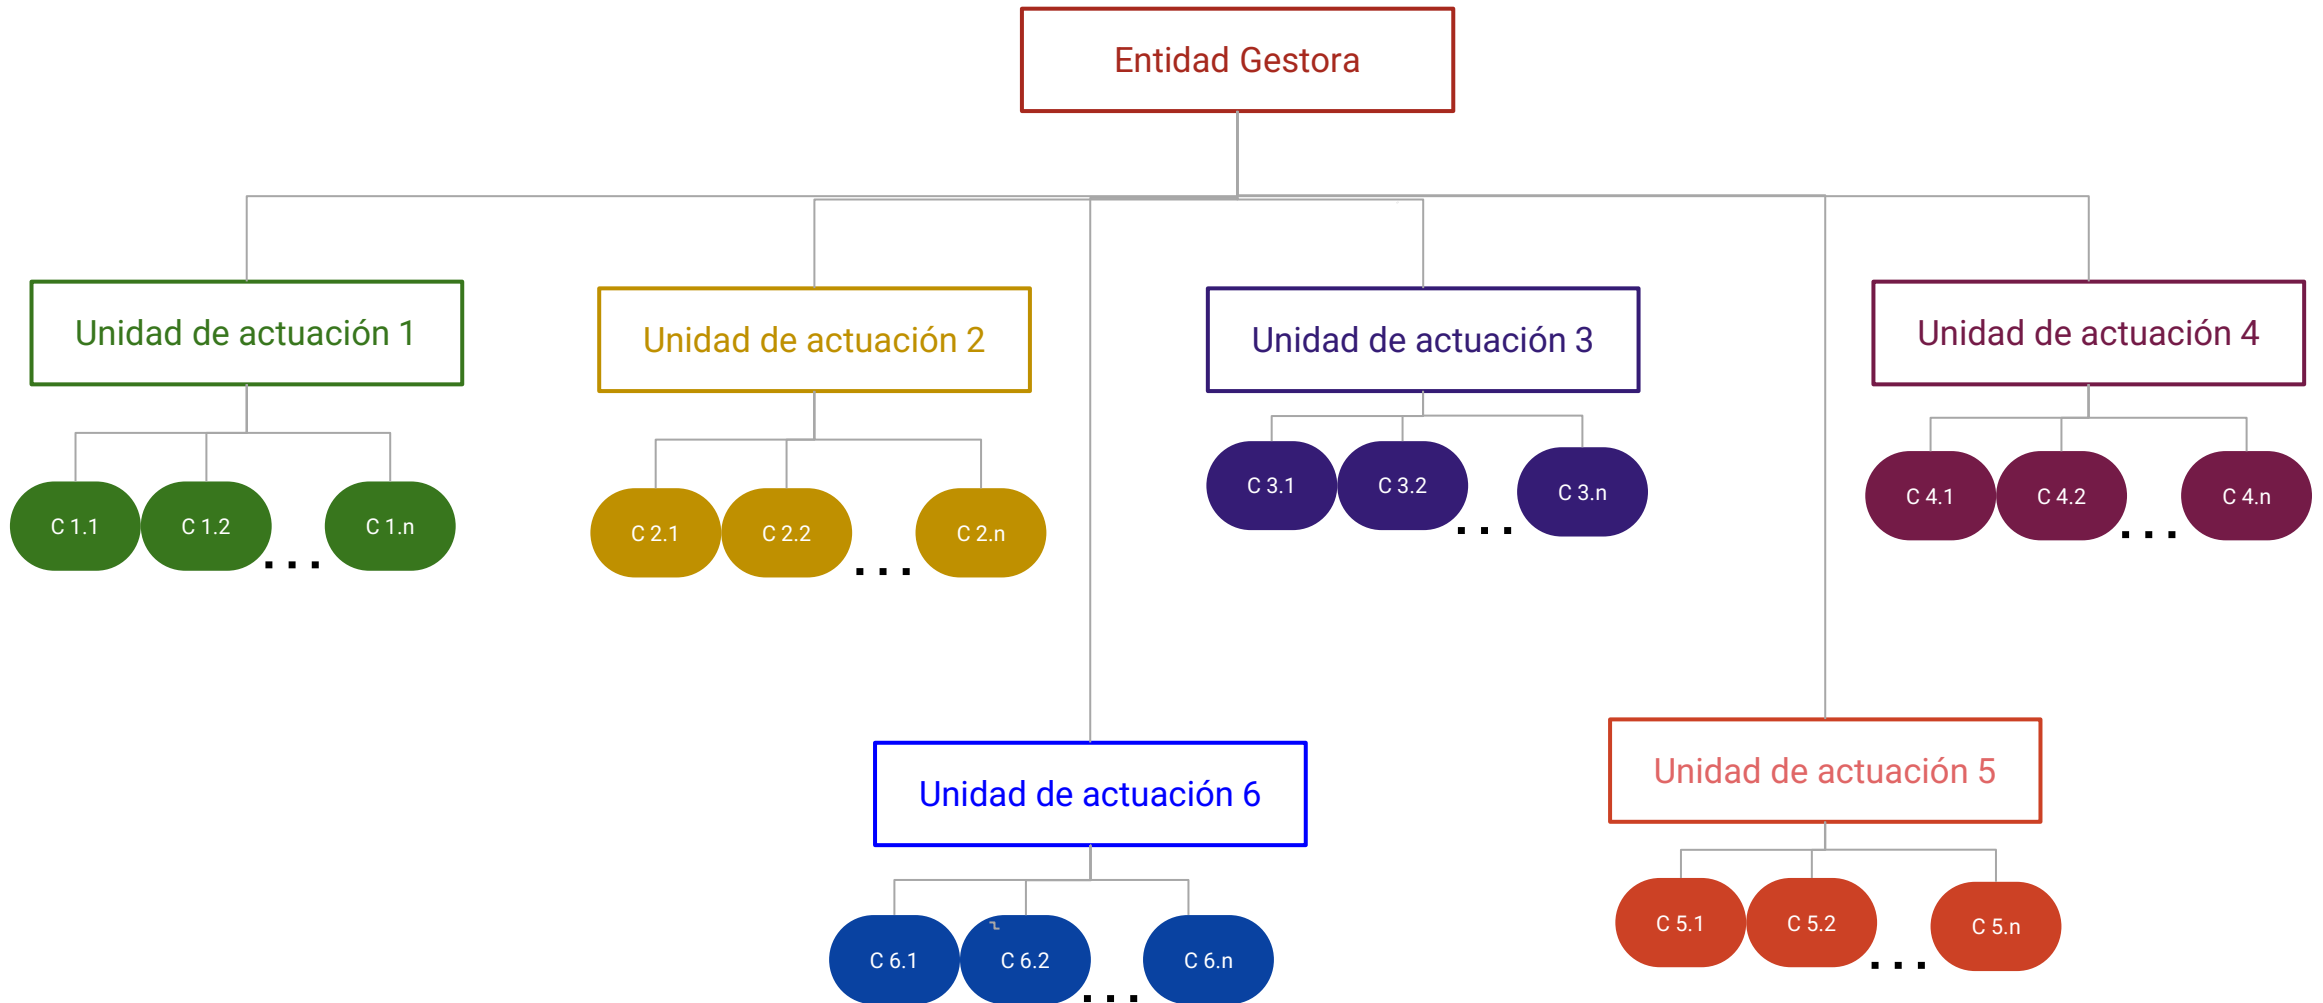 Entidad Gestora
Unidad de actuación 1
Unidad de actuación 2
Unidad de actuación 3
Unidad de actuación 4
C 1.1
C 1.2
...
C 1.n
C 2.1
C 2.2
...
C 2.n
C 3.1
C 3.2
...
C 3.n
C 4.1
C 4.2
...
C 4.n
Unidad de actuación 6
Unidad de actuación 5
C 6.1
C 6.2
...
C 6.n
C 5.1
C 5.2
...
C 5.n